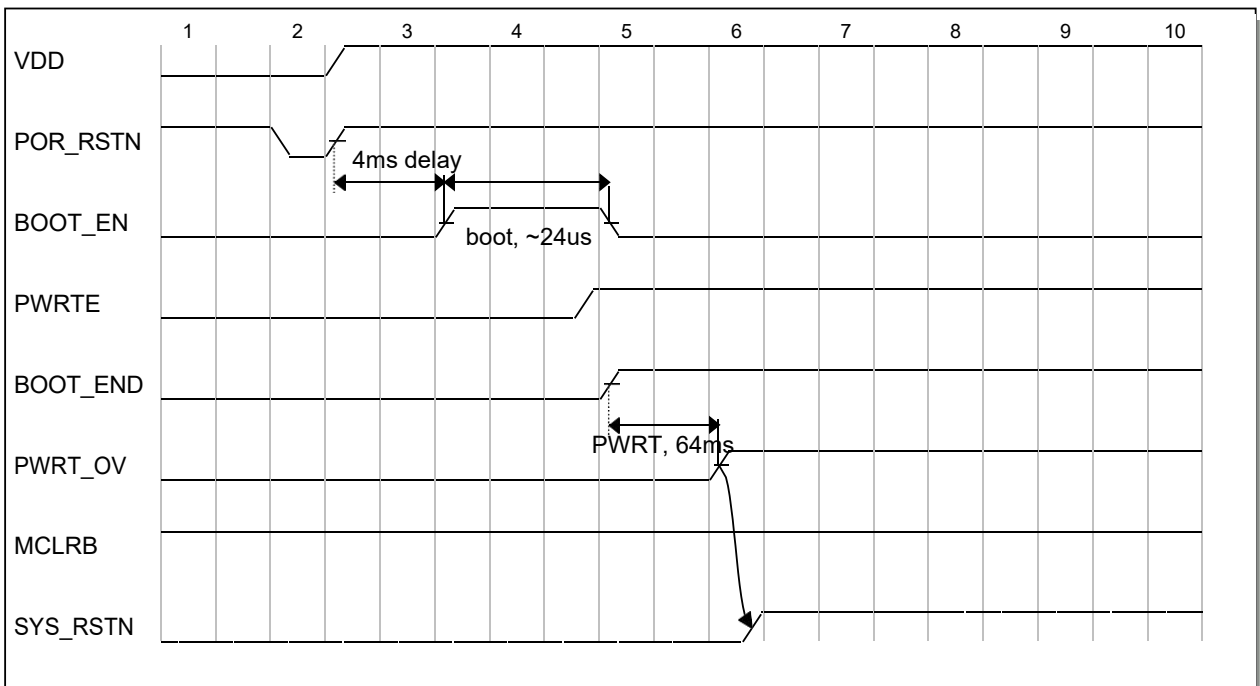 1 2 3 4 5 6 7 8 9 10
VDD
POR_RSTN
4ms delay
BOOT_EN
boot, ~24us
PWRTE
BOOT_END
PWRT, 64ms
PWRT_OV
MCLRB
SYS_RSTN